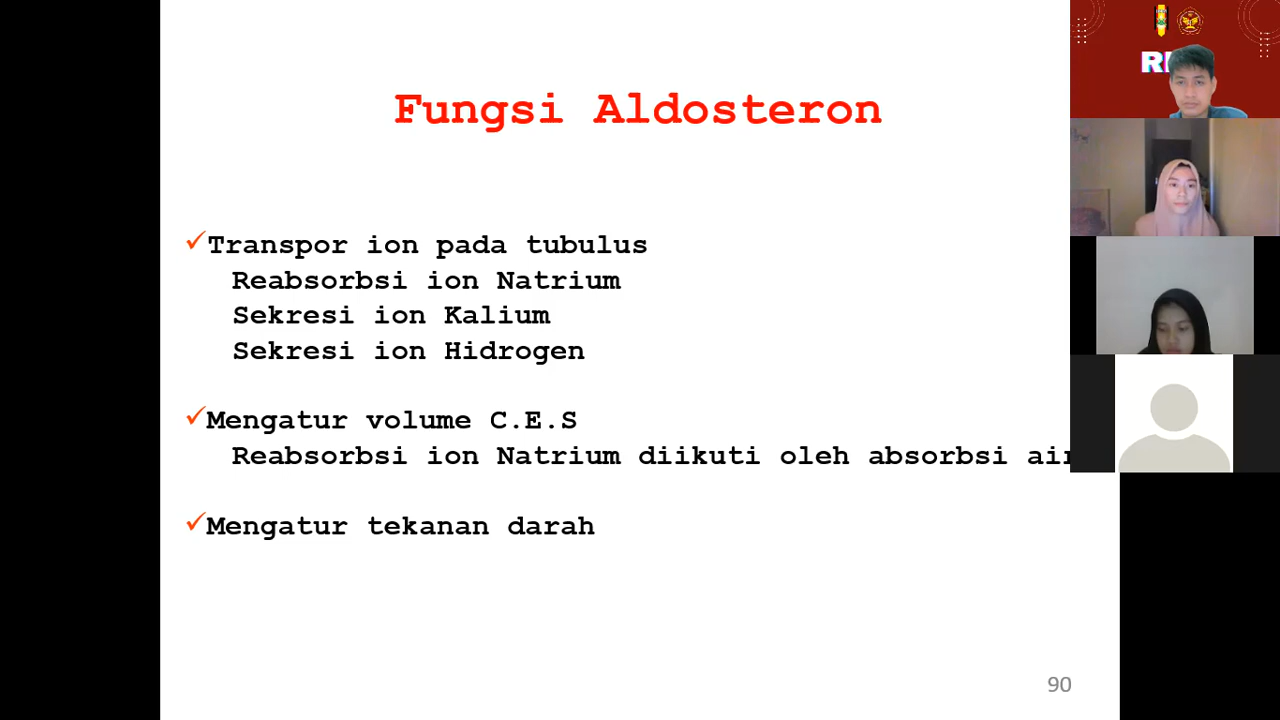 Fungsi Aldosteron
Transpor ion pada tubulus
Reabsorbsi ion Natrium
Sekresi ion Kalium
Sekresi ion Hidrogen
Mengatur volume C.E.S
Reabsorbsi ion Natrium diikuti oleh absorbsi air
Mengatur tekanan darah
90